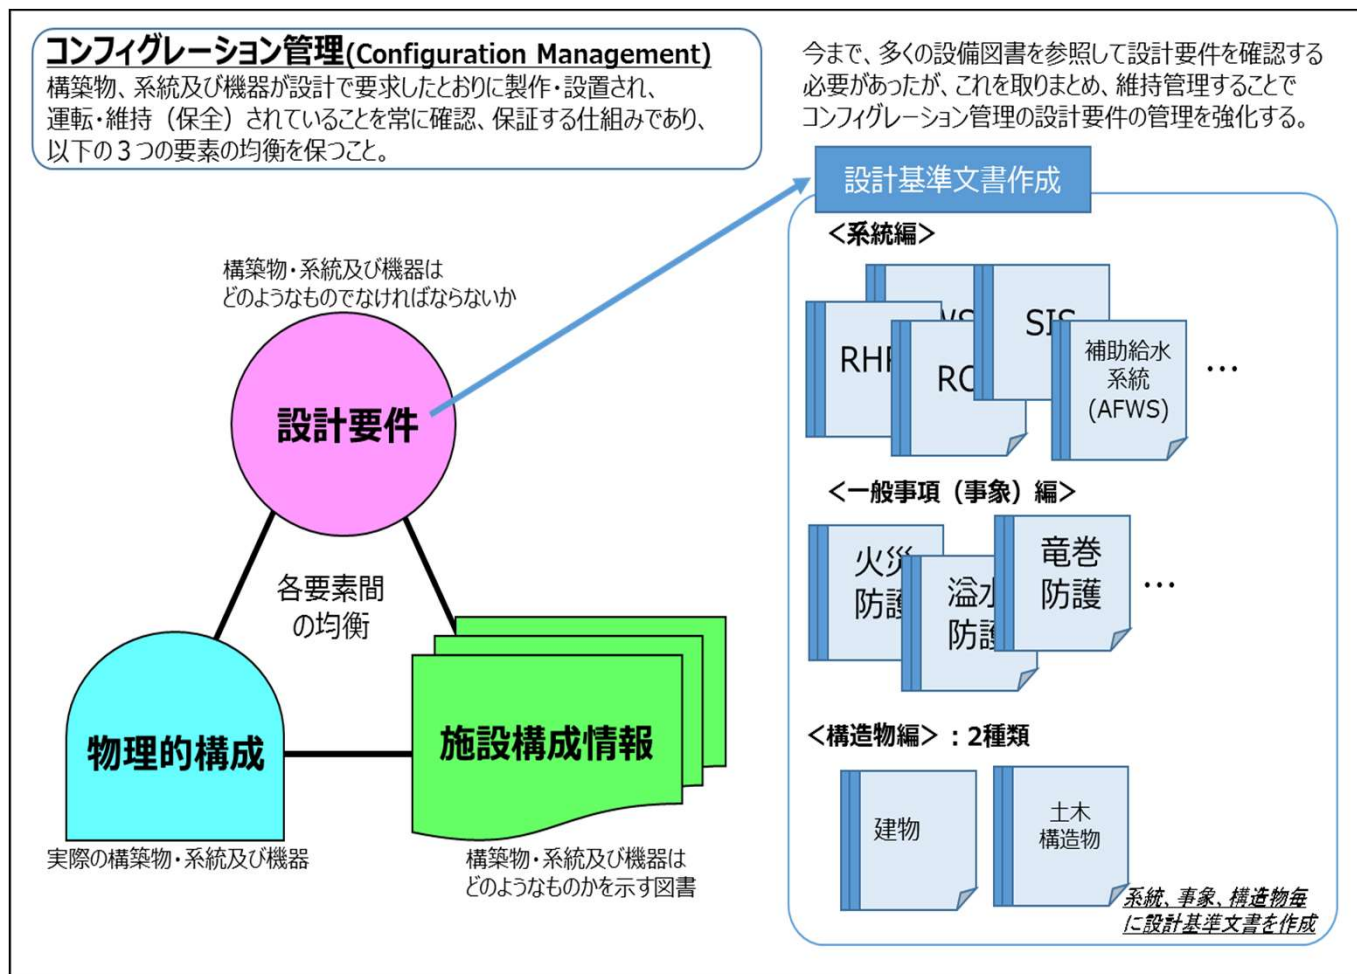 コンフィグレーション管理(Configuration Management)
構築物、系統及び機器が設計で要求したとおりに製作・設置され、
運転・維持（保全）されていることを常に確認、保証する仕組みであり、
以下の３つの要素の均衡を保つこと。
今まで、多くの設備図書を参照して設計要件を確認する
必要があったが、これを取りまとめ、維持管理することで
コンフィグレーション管理の設計要件の管理を強化する。
構築物・系統及び機器は
どのようなものでなければならないか
設計要件
各要素間
の均衡
物理的構成
実際の構築物・系統及び機器
施設構成情報
構築物・系統及び機器は
どのようなものかを示す図書
設計基準文書作成
＜系統編＞
SIS
補助給水
系統
(AFWS)
…
＜一般事項（事象）編＞
火災
防護
溢水
防護
竜巻
防護
…
＜構造物編＞：2種類
建物
土木
構造物
系統、事象、構造物毎
に設計基準文書を作成